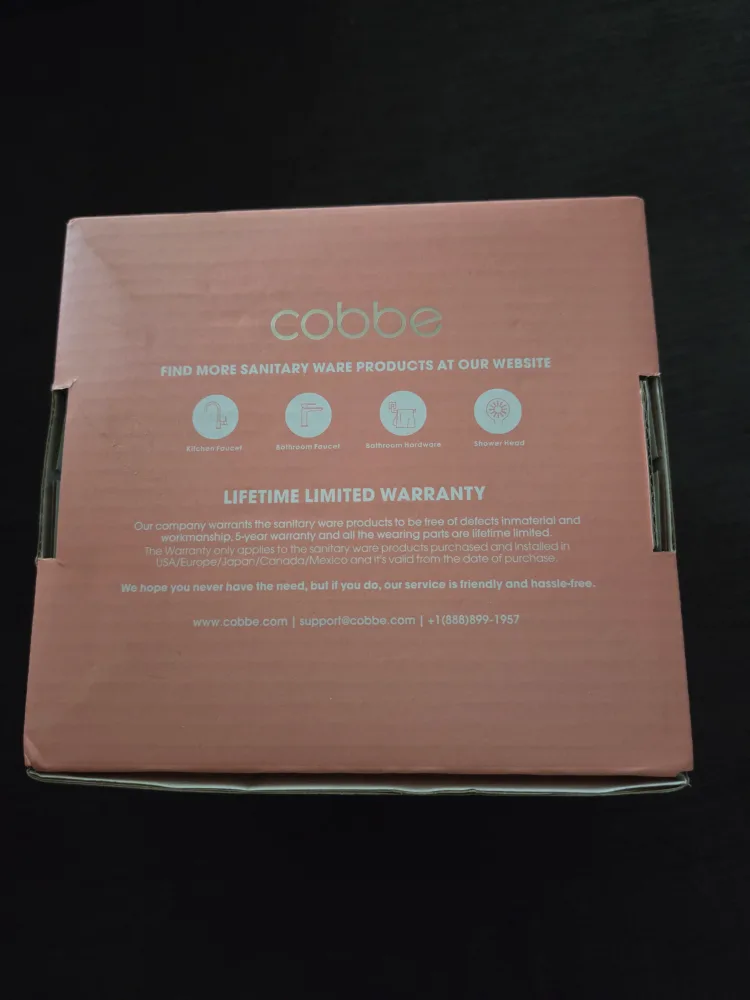 cobbe
FIND MORE SANITARY WARE PRODUCTS AT OUR WEBSITE
Kitchen Faucet Bathroom Faucet Bathroom Hardware Shower Head
LIFETIME LIMITED WARRANTY
Our company warrants the sanitary ware products to be free of defects inmaterial and
workmanship, 5-year warranty and all the wearing parts are lifetime limited.
The Warranty only applies to the sanitary ware products purchased and installed in
USA/Europe/Japan/Canada/Mexico and it's valid from the date of purchase.
We hope you never have the need, but if you do, our service is friendly and hassle-free.
www.cobbe.com | support@cobbe.com | +1(888)899-1957